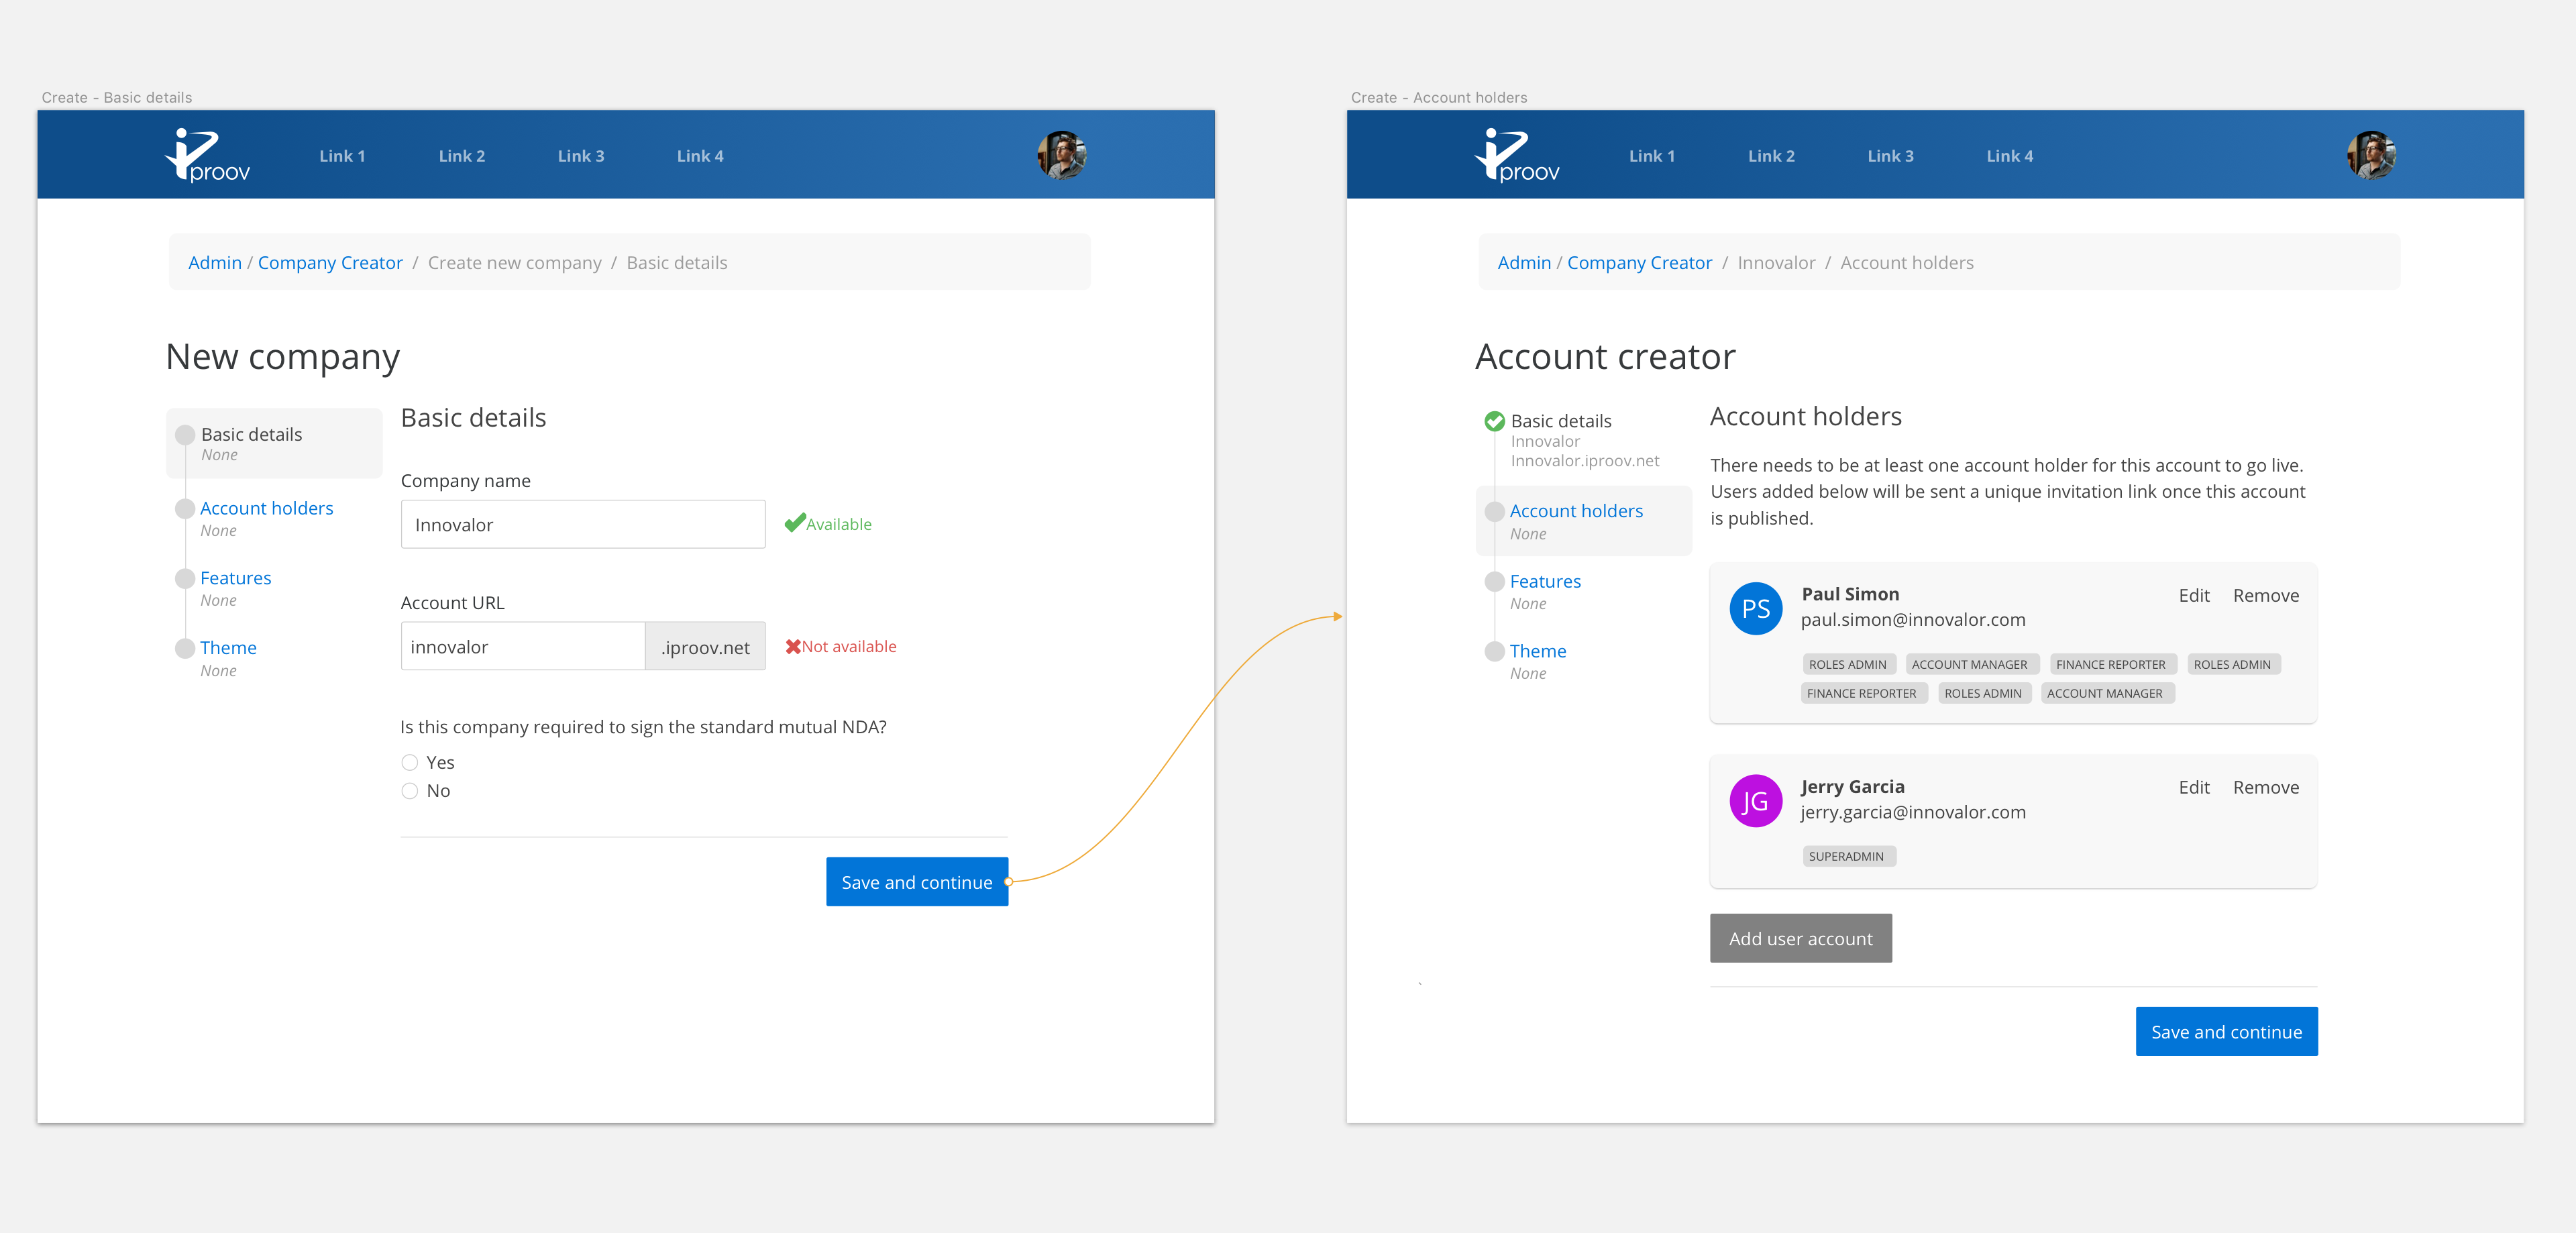 Create - Basic details
iproov
Link 1
Link 2
Link 3
Link 4
Admin / Company Creator / Create new company / Basic details
New company
Basic details
None
Account holders
None
Features
None
Theme
None
Basic details
Company name
Innovalor
Available
Account URL
innovalor
.iproov.net
Not available
Is this company required to sign the standard mutual NDA?
Yes
No
Save and continue
Create - Account holders
iproov
Link 1
Link 2
Link 3
Link 4
Admin / Company Creator / Innovalor / Account holders
Account creator
Basic details
Innovalor
Innovalor.iproov.net
Account holders
None
Features
None
Theme
None
Account holders
There needs to be at least one account holder for this account to go live.
Users added below will be sent a unique invitation link once this account
is published.
PS
Paul Simon
Edit
Remove
paul.simon@innovalor.com
ROLES ADMIN
ACCOUNT MANAGER
FINANCE REPORTER
ROLES ADMIN
FINANCE REPORTER
ROLES ADMIN
ACCOUNT MANAGER
JG
Jerry Garcia
Edit
Remove
jerry.garcia@innovalor.com
SUPERADMIN
Add user account
Save and continue